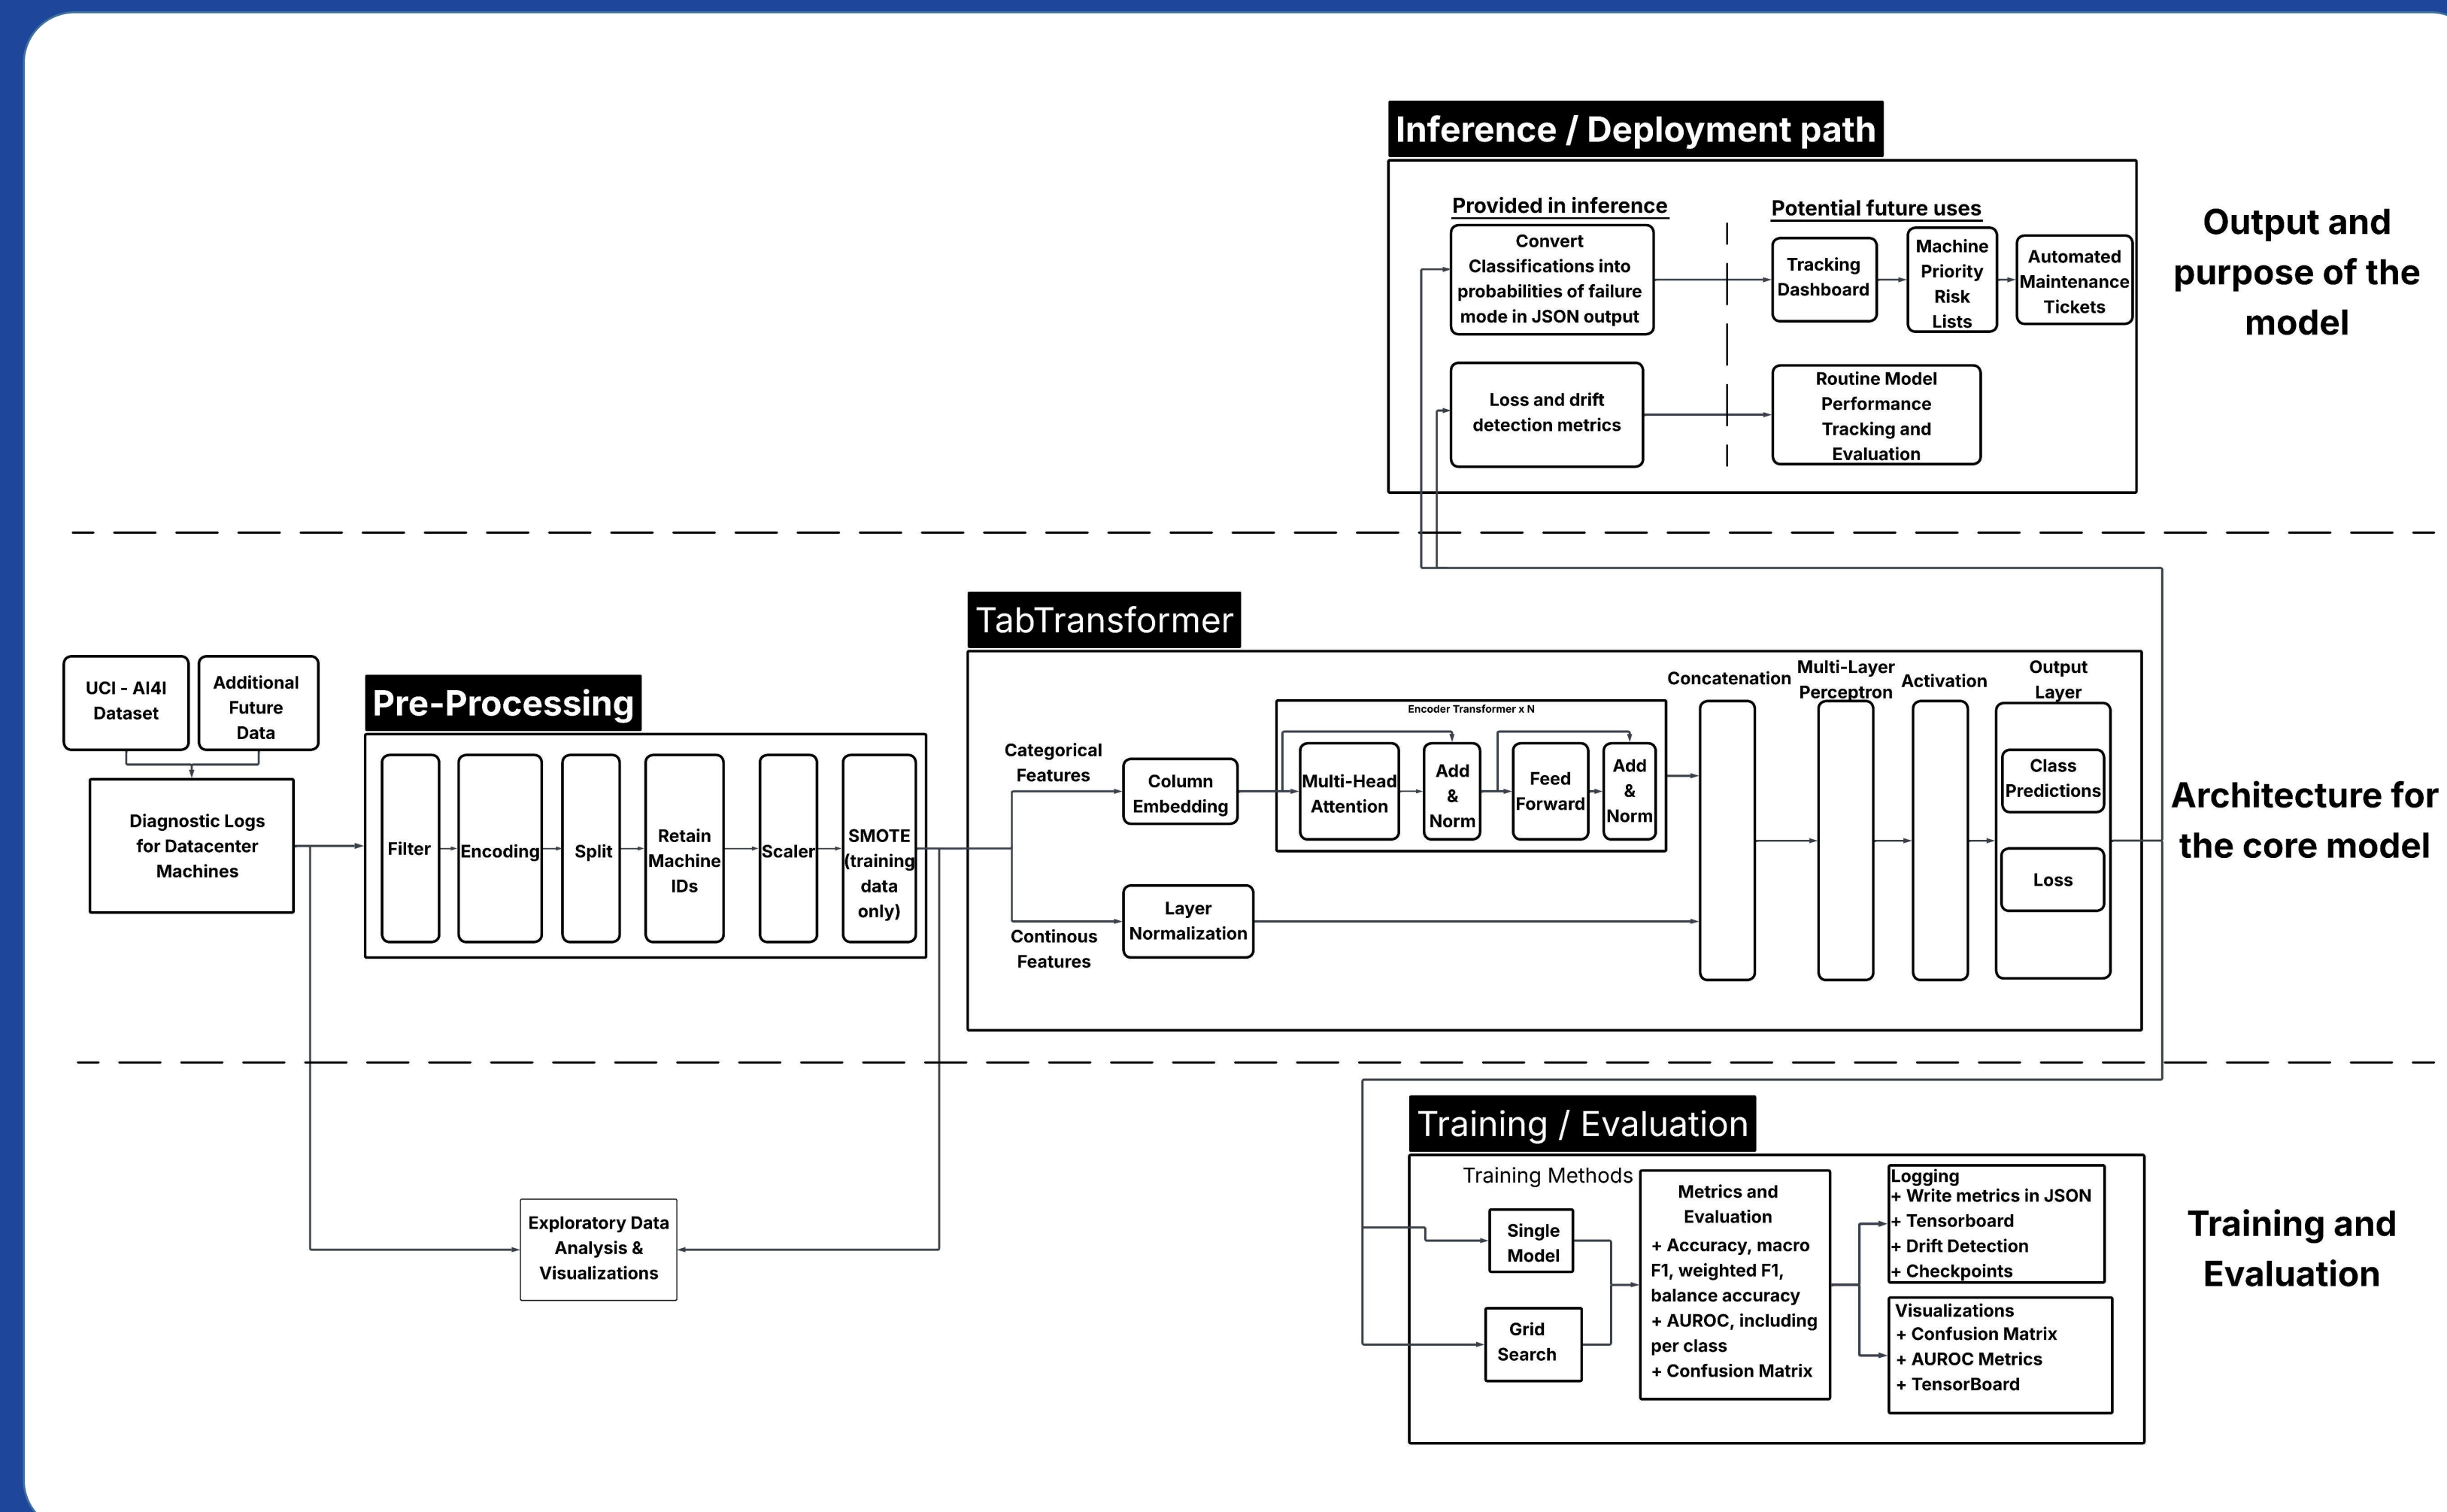 Inference / Deployment path
Provided in inference
Convert
Classifications into
probabilities of failure
mode in JSON output
Loss and drift
detection metrics
Potential future uses
Tracking
Dashboard
Machine
Priority
Risk
Lists
Automated
Maintenance
Tickets
Routine Model
Performance
Tracking and
Evaluation
Output and
purpose of the
model
UCI - AI4I
Dataset
Additional
Future
Data
Diagnostic Logs
for Datacenter
Machines
Pre-Processing
Filter
Encoding
Split
Retain
Machine
IDs
Scaler
SMOTE
(training
data
only)
TabTransformer
Categorical
Features
Column
Embedding
Encoder Transformer x N
Multi-Head
Attention
Add
&
Norm
Feed
Forward
Add
&
Norm
Continous
Features
Layer
Normalization
Concatenation
Multi-Layer
Perceptron
Activation
Output
Layer
Class
Predictions
Loss
Architecture for
the core model
Exploratory Data
Analysis &
Visualizations
Training / Evaluation
Training Methods
Single
Model
Grid
Search
Metrics and
Evaluation
+ Accuracy, macro
F1, weighted F1,
balance accuracy
+ AUROC, including
per class
+ Confusion Matrix
Logging
+ Write metrics in JSON
+ Tensorboard
+ Drift Detection
+ Checkpoints
Visualizations
+ Confusion Matrix
+ AUROC Metrics
+ TensorBoard
Training and
Evaluation